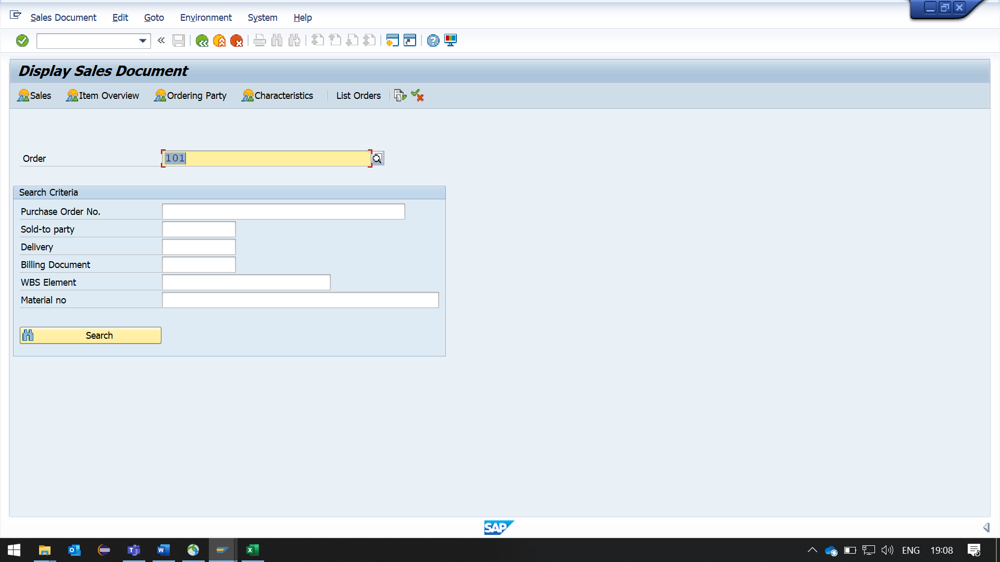 Sales Document Edit Goto Environment System Help
Display Sales Document
Sales Item Overview Ordering Party Characteristics List Orders
Order 101
Search Criteria
Purchase Order No.
Sold-to party
Delivery
Billing Document
WBS Element
Material no
Search
SAP
ENG 19:08